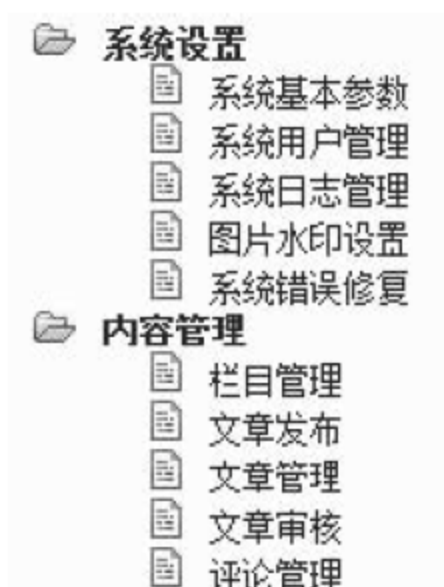 系统设置
系统基本参数
系统用户管理
系统日志管理
图片水印设置
系统错误修复
内容管理
栏目管理
文章发布
文章管理
文章审核
评论管理